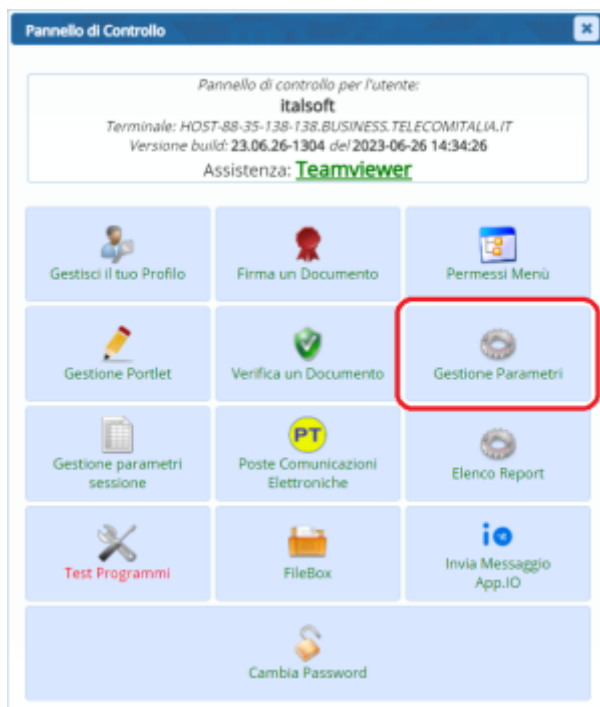 Pannello di Controllo
Pannello di controllo per l'utente:
italsoft
Terminale: HOST-88-35-138-138.BUSINESS.TELECOMITALIA.IT
Versione build: 23.06.26-1304 del 2023-06-26 14:34:26
Assistenza: Teamviewer
Gestisci il tuo Profilo
Firma un Documento
Permessi Menù
Gestione Portlet
Verifica un Documento
Gestione Parametri
Gestione parametri
sessione
PT
Poste Comunicazioni
Elettroniche
Elenco Report
Test Programmi
FileBox
io
Invia Messaggio
App.IO
Cambia Password